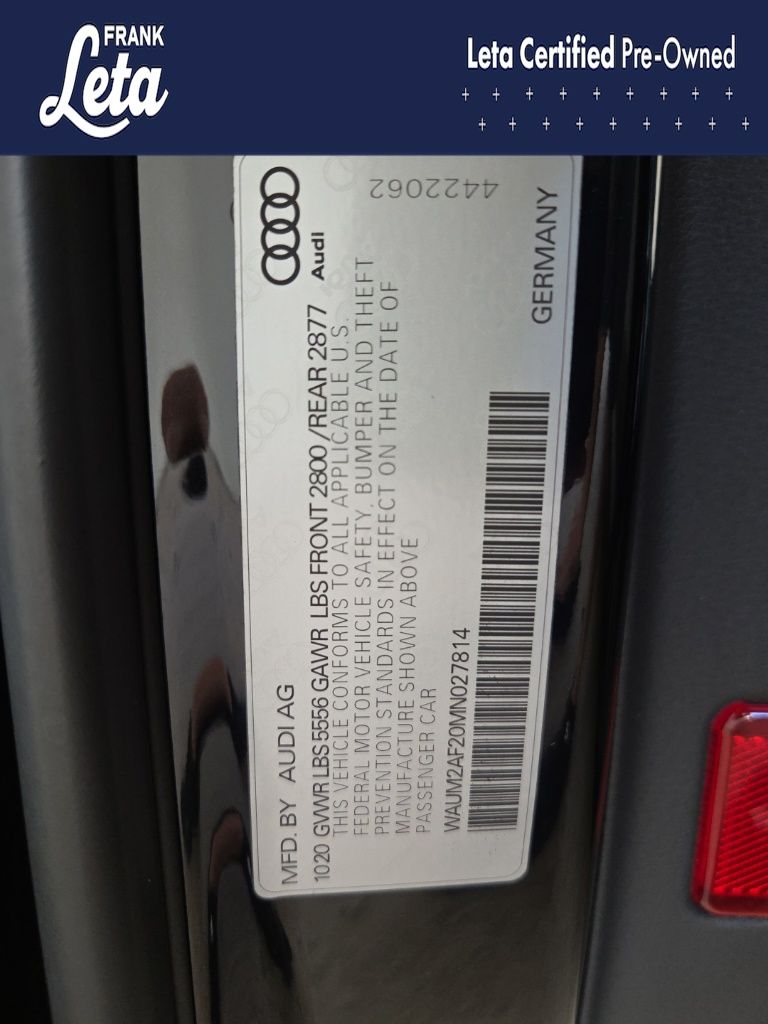 FRANK
Leta
Leta Certified Pre-Owned
4422062
Audi
MFD. BY AUDI AG
1020 GVWR LBS 5556 GAWR LBS FRONT 2800 /REAR 2877
THIS VEHICLE CONFORMS TO ALL APPLICABLE U.S.
FEDERAL MOTOR VEHICLE SAFETY, BUMPER AND THEFT
PREVENTION STANDARDS IN EFFECT ON THE DATE OF
MANUFACTURE SHOWN ABOVE
PASSENGER CAR
WAUM2AF20MN027814
GERMANY